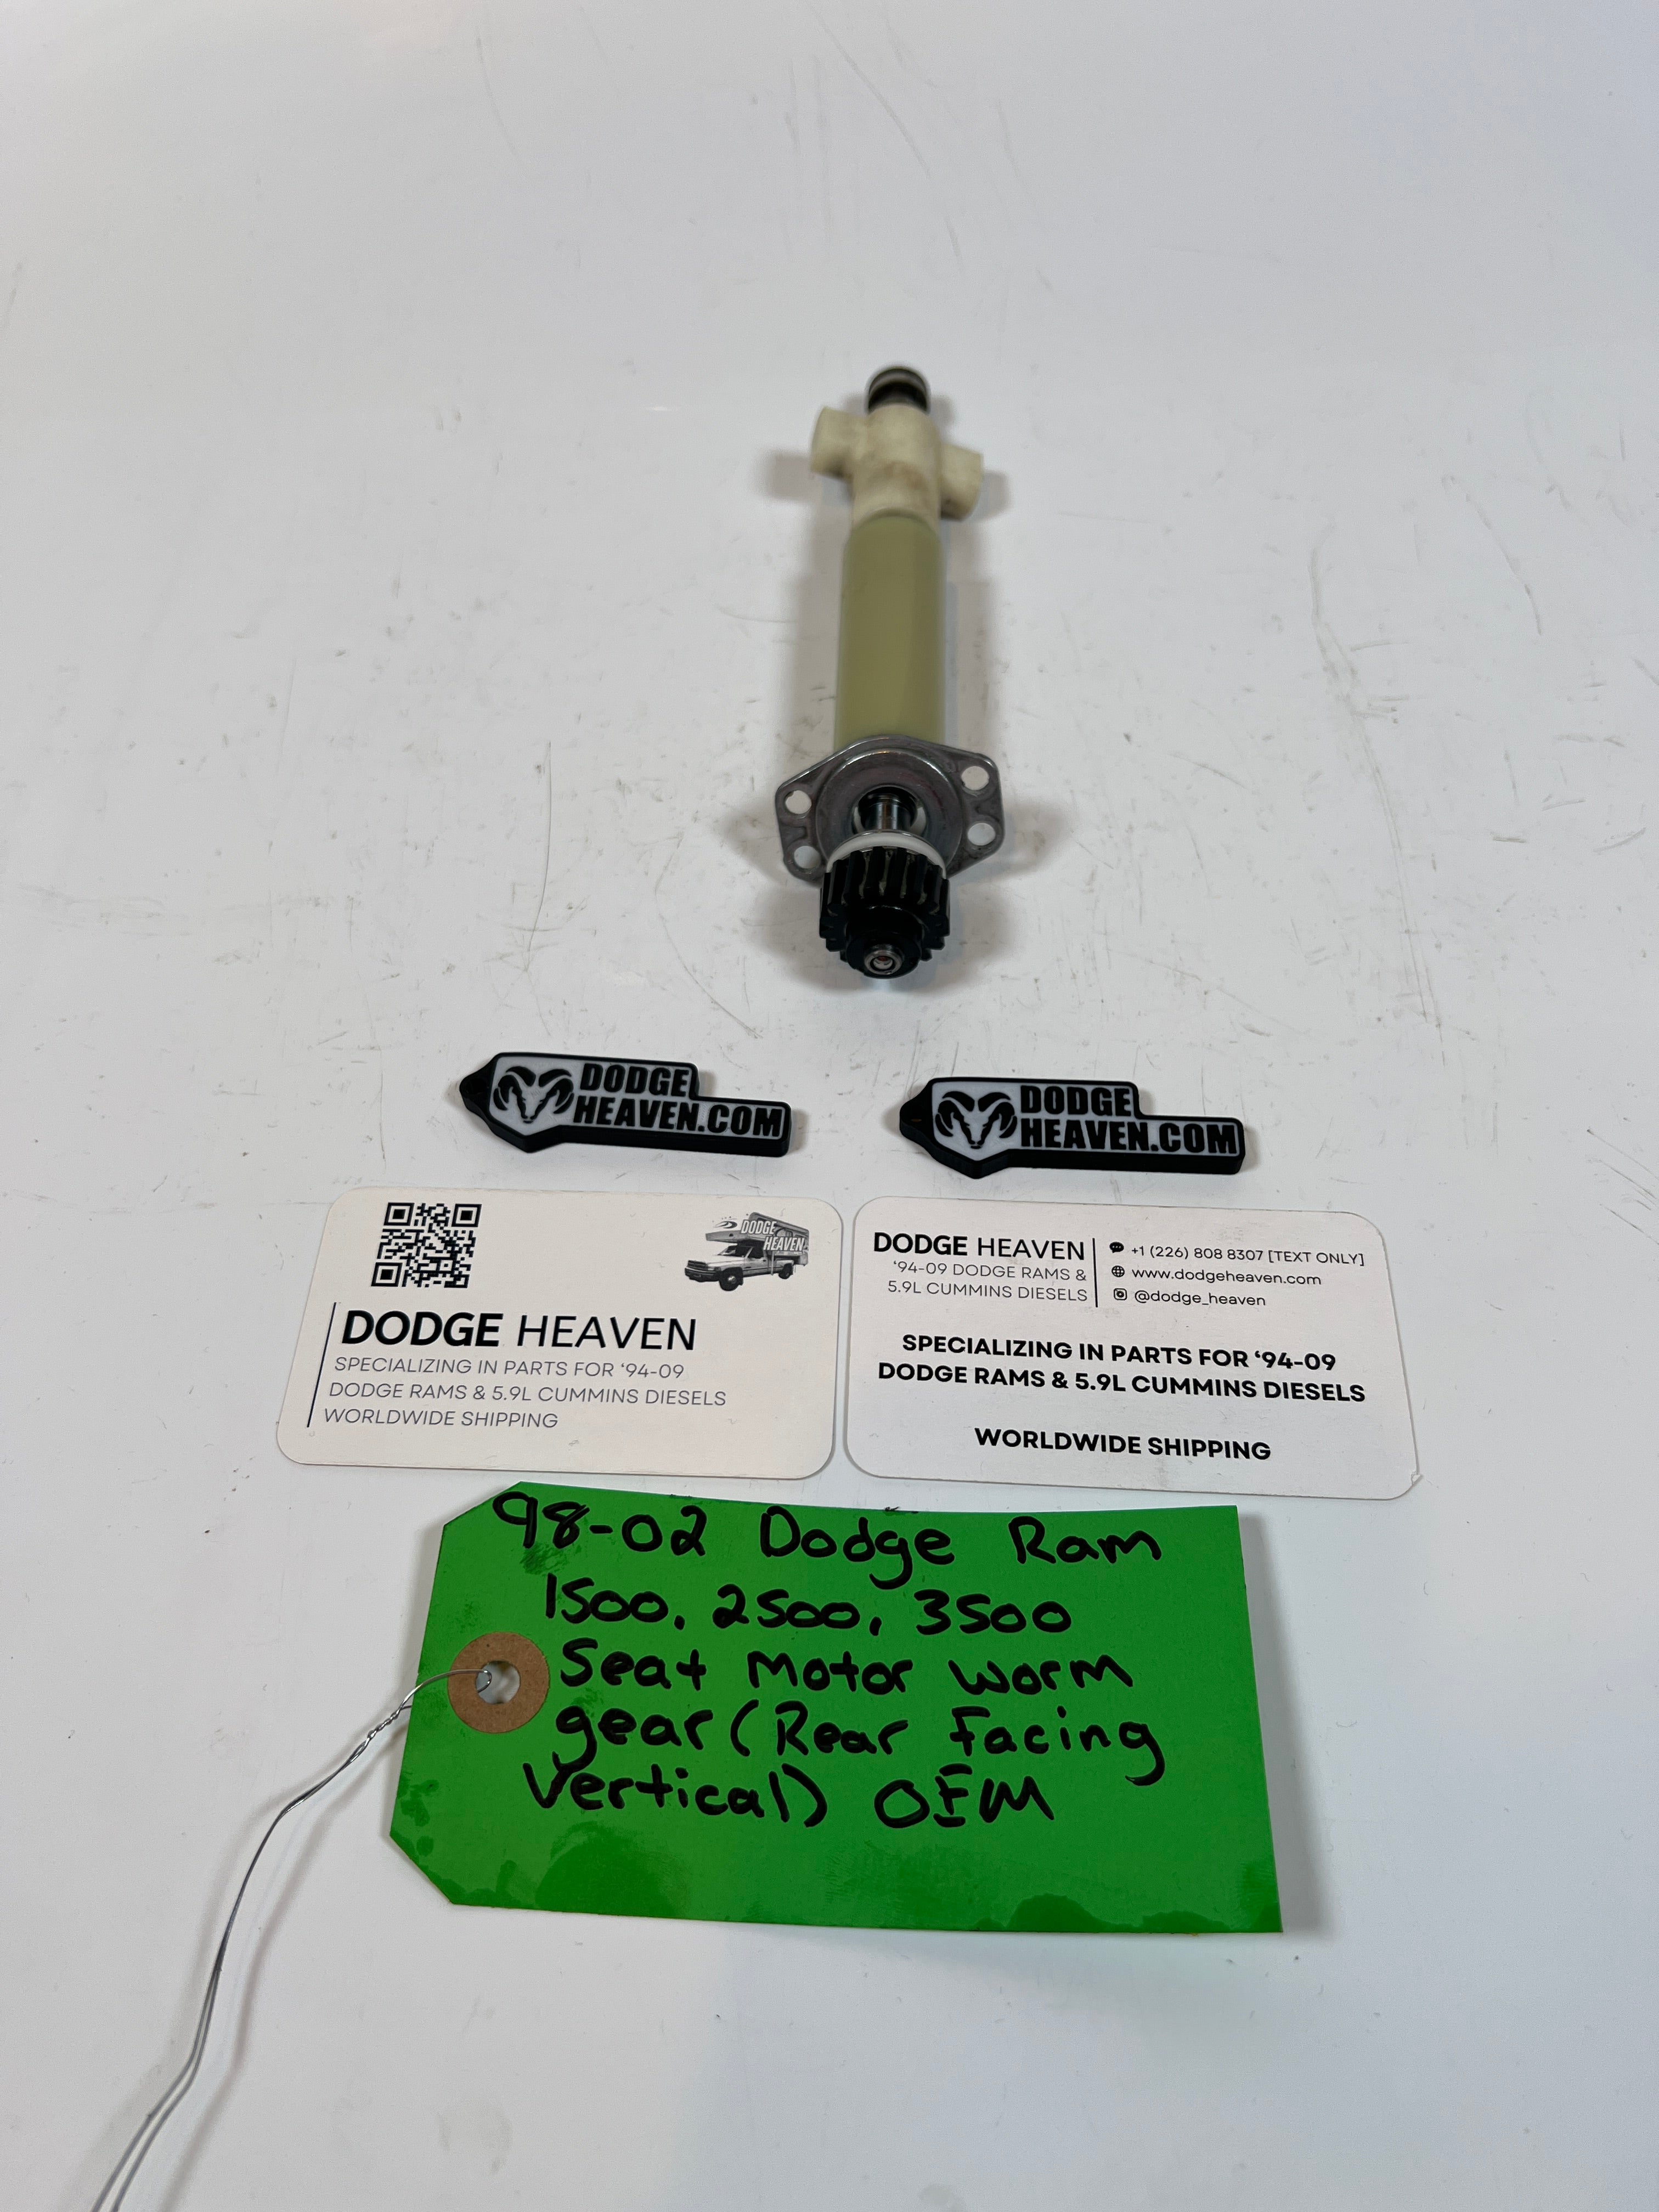 DODGE
HEAVEN.COM
DODGE
HEAVEN.COM
DODGE
HEAVEN
DODGE HEAVEN
SPECIALIZING IN PARTS FOR ‘94-09
DODGE RAMS & 5.9L CUMMINS DIESELS
WORLDWIDE SHIPPING
DODGE HEAVEN
‘94-09 DODGE RAMS &
5.9L CUMMINS DIESELS
+1 (226) 808 8307 [TEXT ONLY]
www.dodgeheaven.com
@dodge_heaven
SPECIALIZING IN PARTS FOR ‘94-09
DODGE RAMS & 5.9L CUMMINS DIESELS
WORLDWIDE SHIPPING
98-02 Dodge Ram
1500, 2500, 3500
Seat Motor worm
gear (Rear Facing
Vertical) OEM